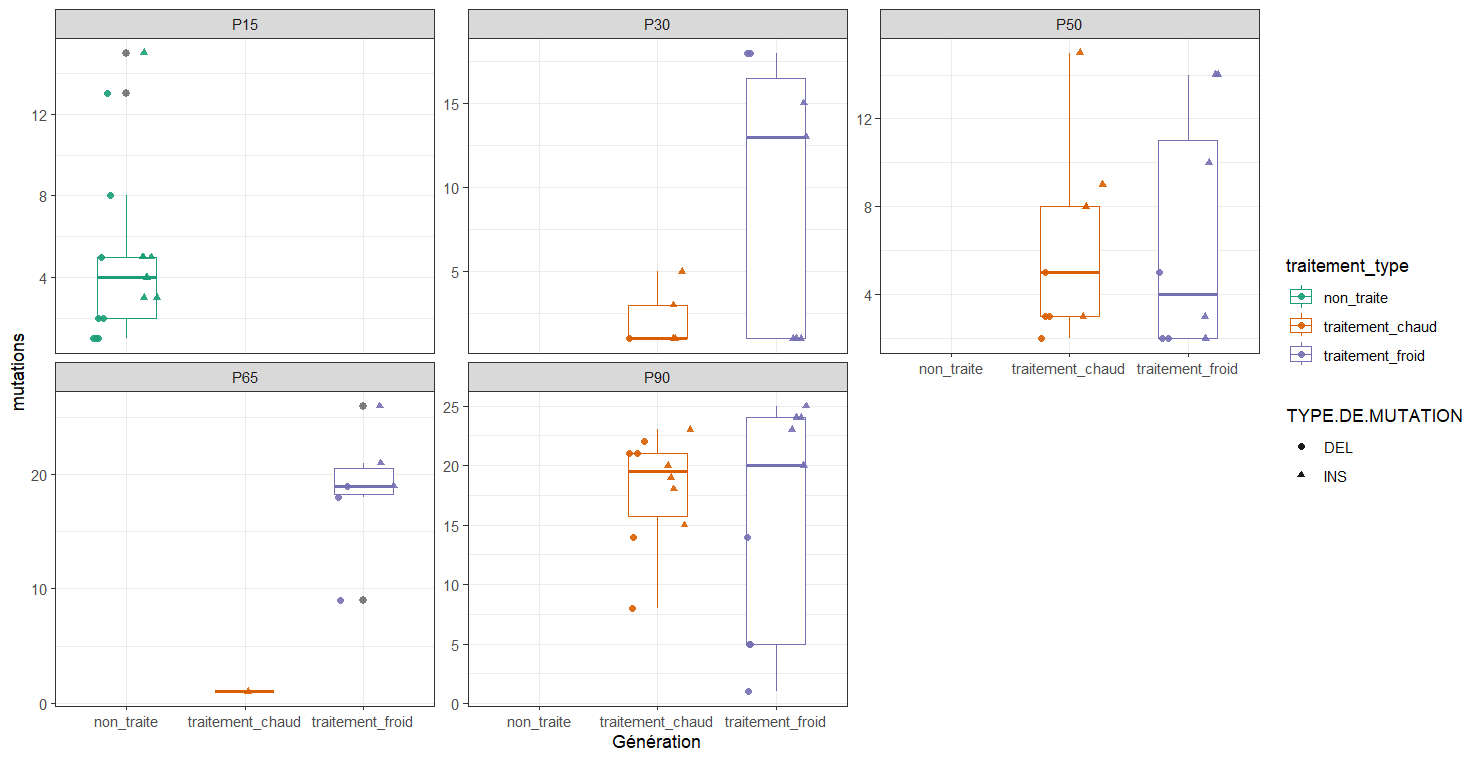 P15
P30
P50
12
8
4
15
10
5
12
8
4
non_traite
traitement_chaud
traitement_froid
P65
P90
mutations
20
10
0
25
20
15
10
5
0
non_traite
traitement_chaud
traitement_froid
non_traite
traitement_chaud
traitement_froid
Génération
traitement_type
non_traite
traitement_chaud
traitement_froid
TYPE.DE.MUTATION
DEL
INS